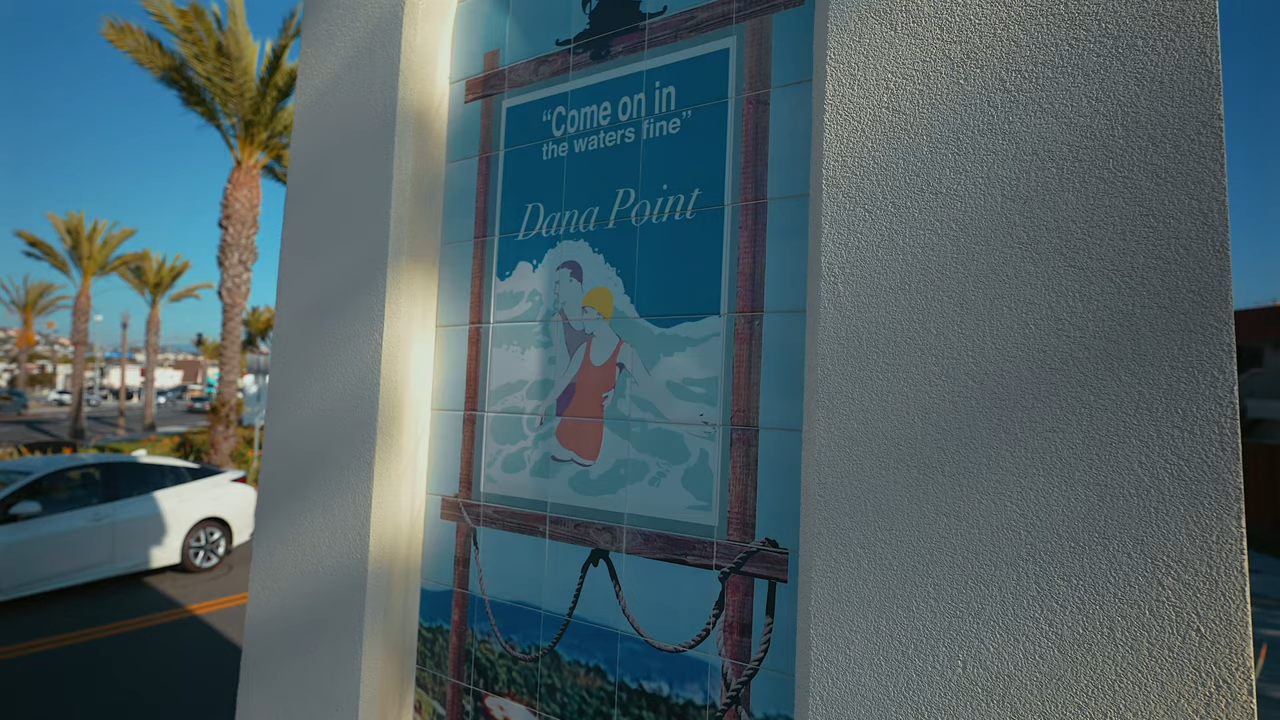 “Come on in
the waters fine”
Dana Point